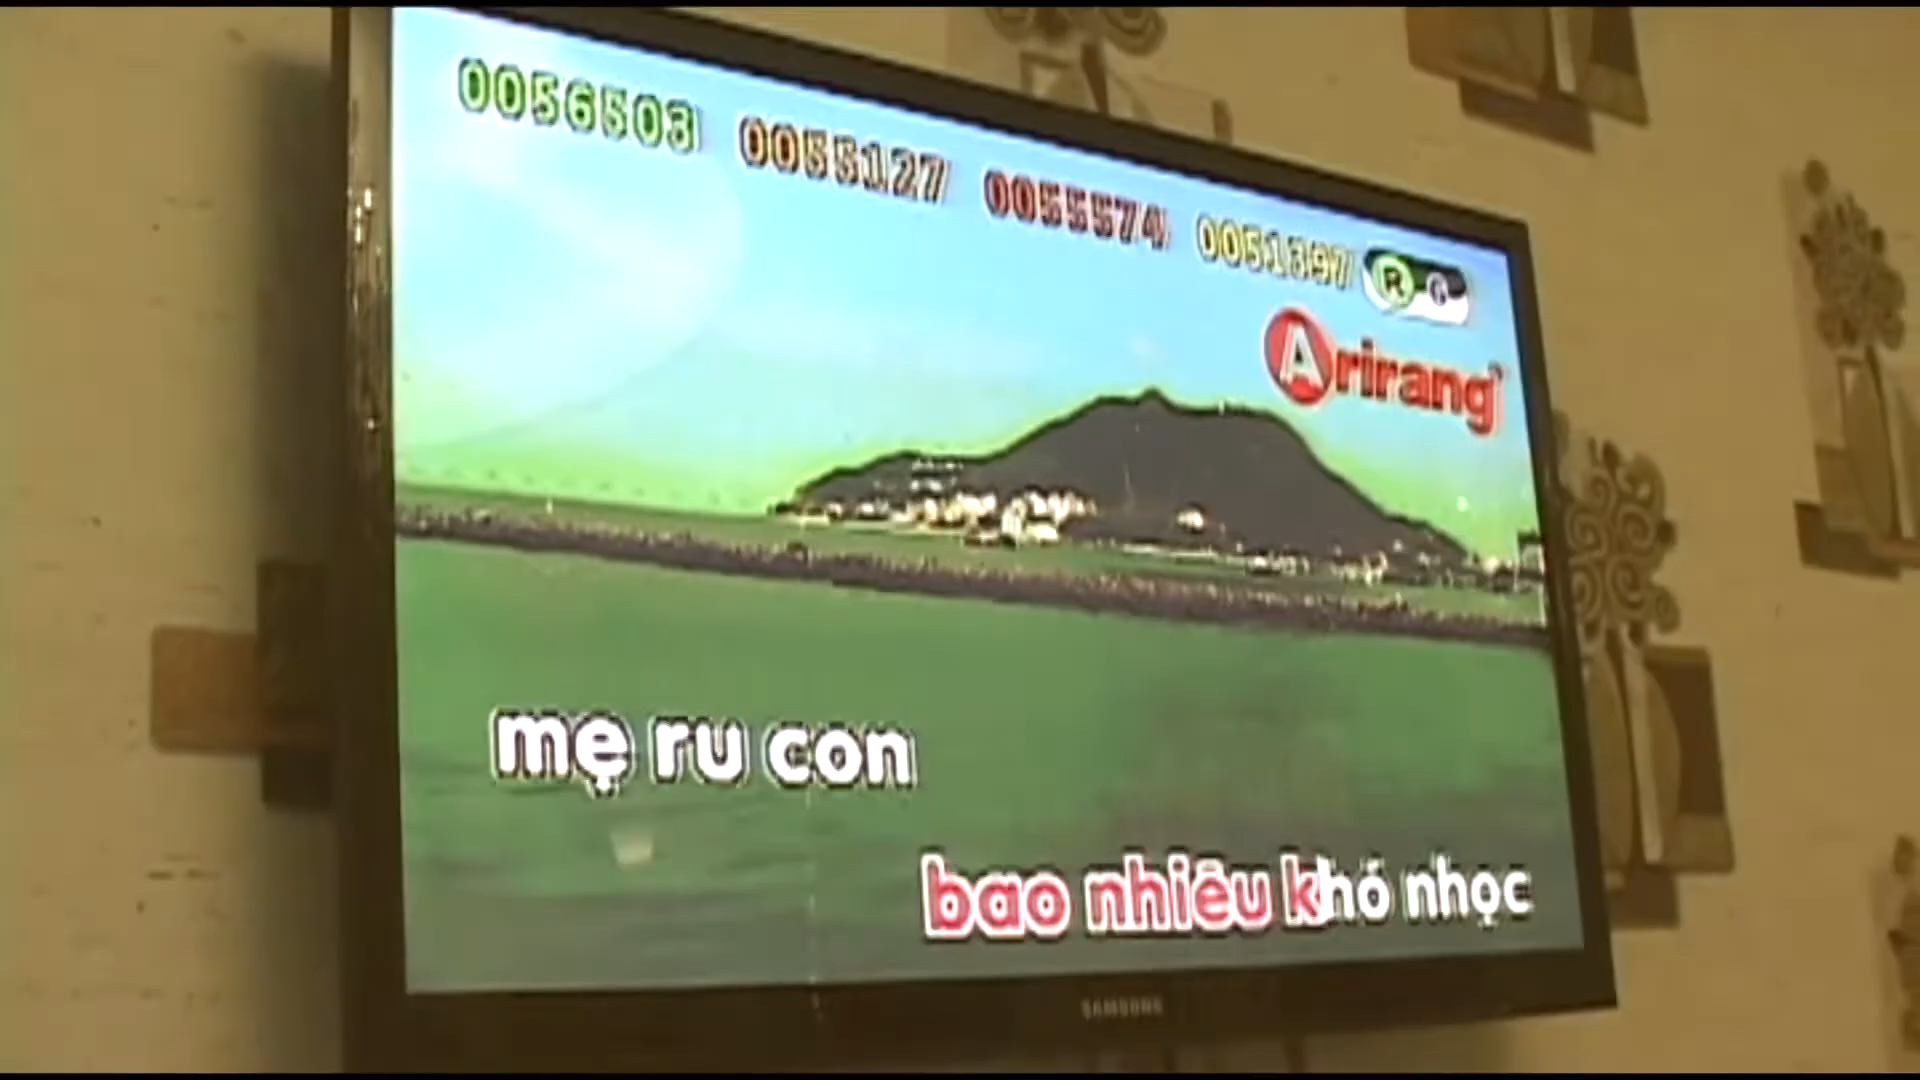 0056503 0055127 0055574 0051397 R G
Arirang
mẹ ru con
bao nhiêu khó nhọc
SAMSUNG